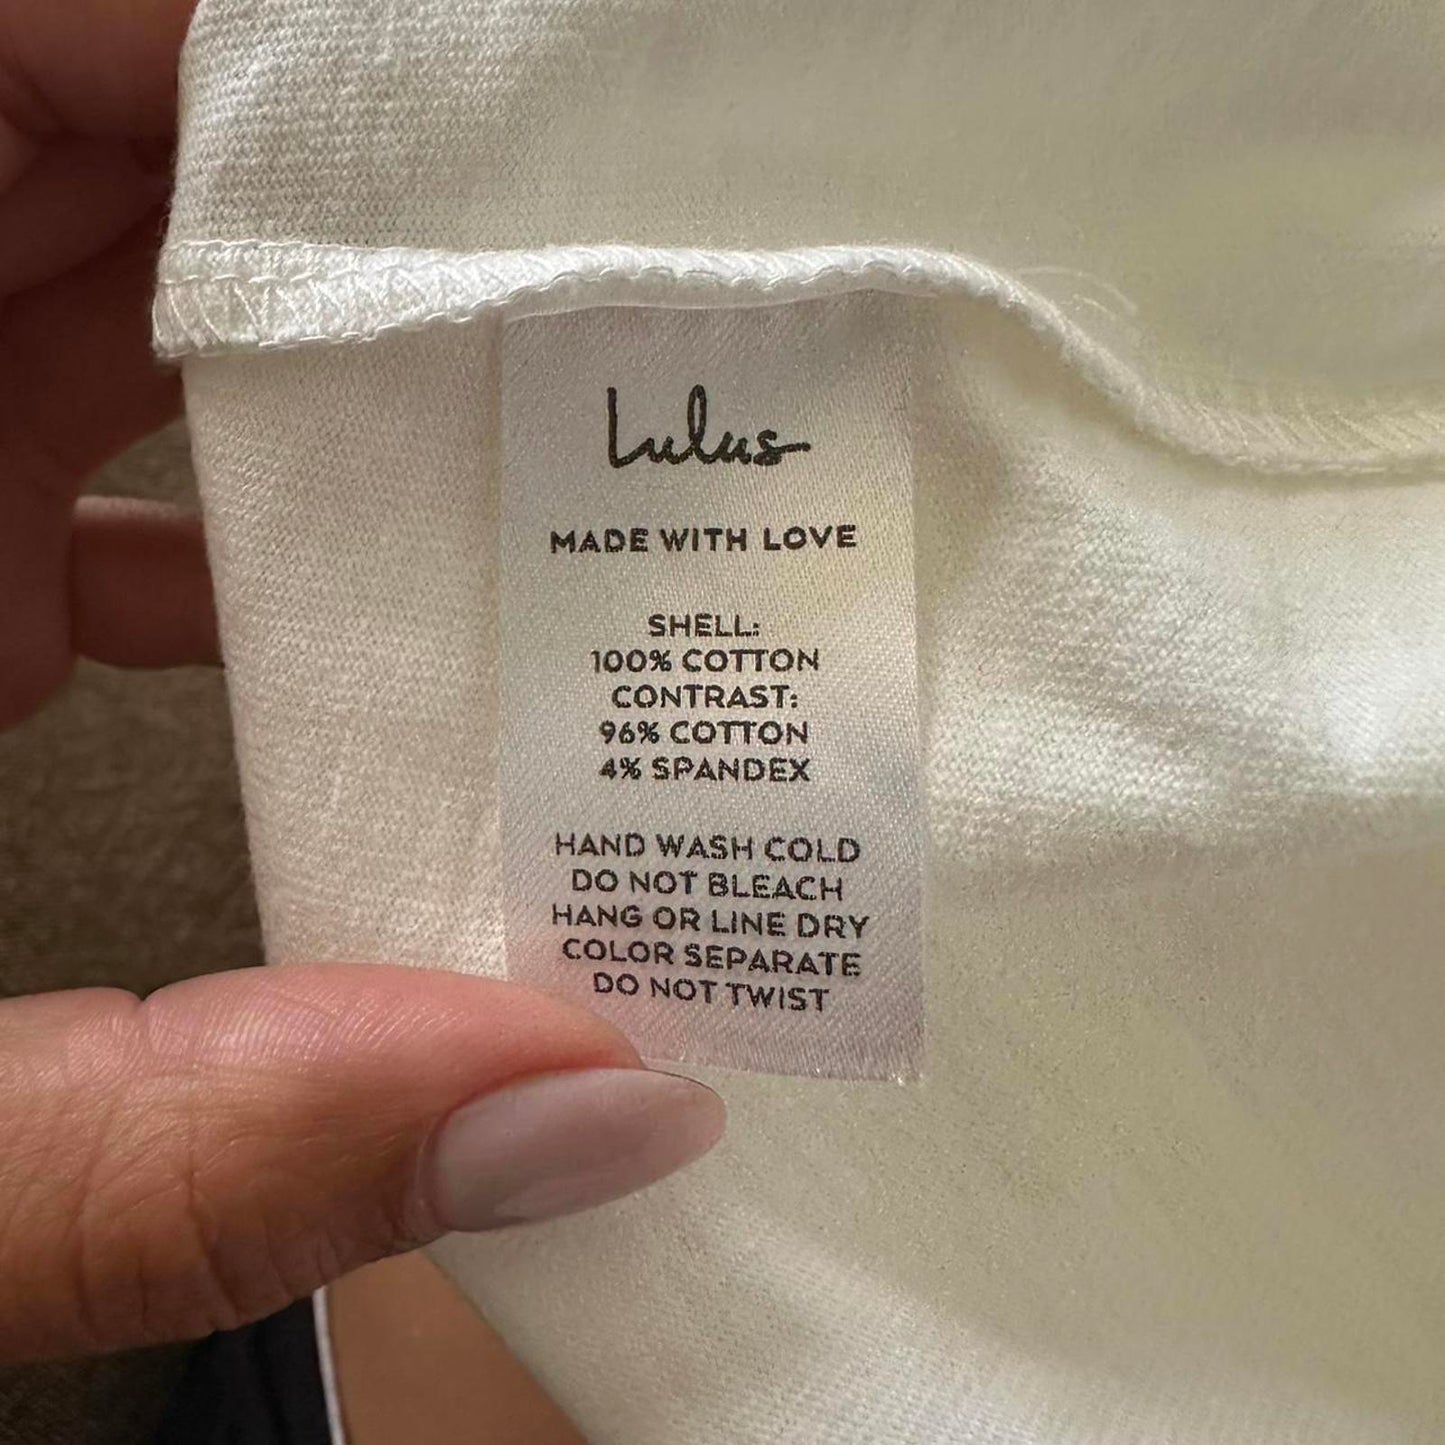 Lulus
MADE WITH LOVE
SHELL:
100% COTTON
CONTRAST:
96% COTTON
4% SPANDEX
HAND WASH COLD
DO NOT BLEACH
HANG OR LINE DRY
COLOR SEPARATE
DO NOT TWIST